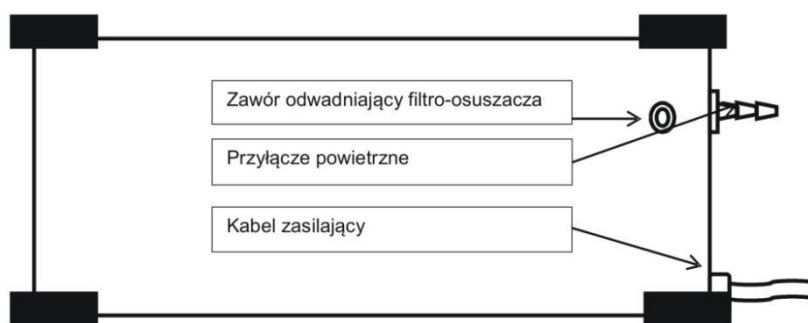 Zawór odwadniający filtro-osuszacza
Przyłącze powietrzne
Kabel zasilający